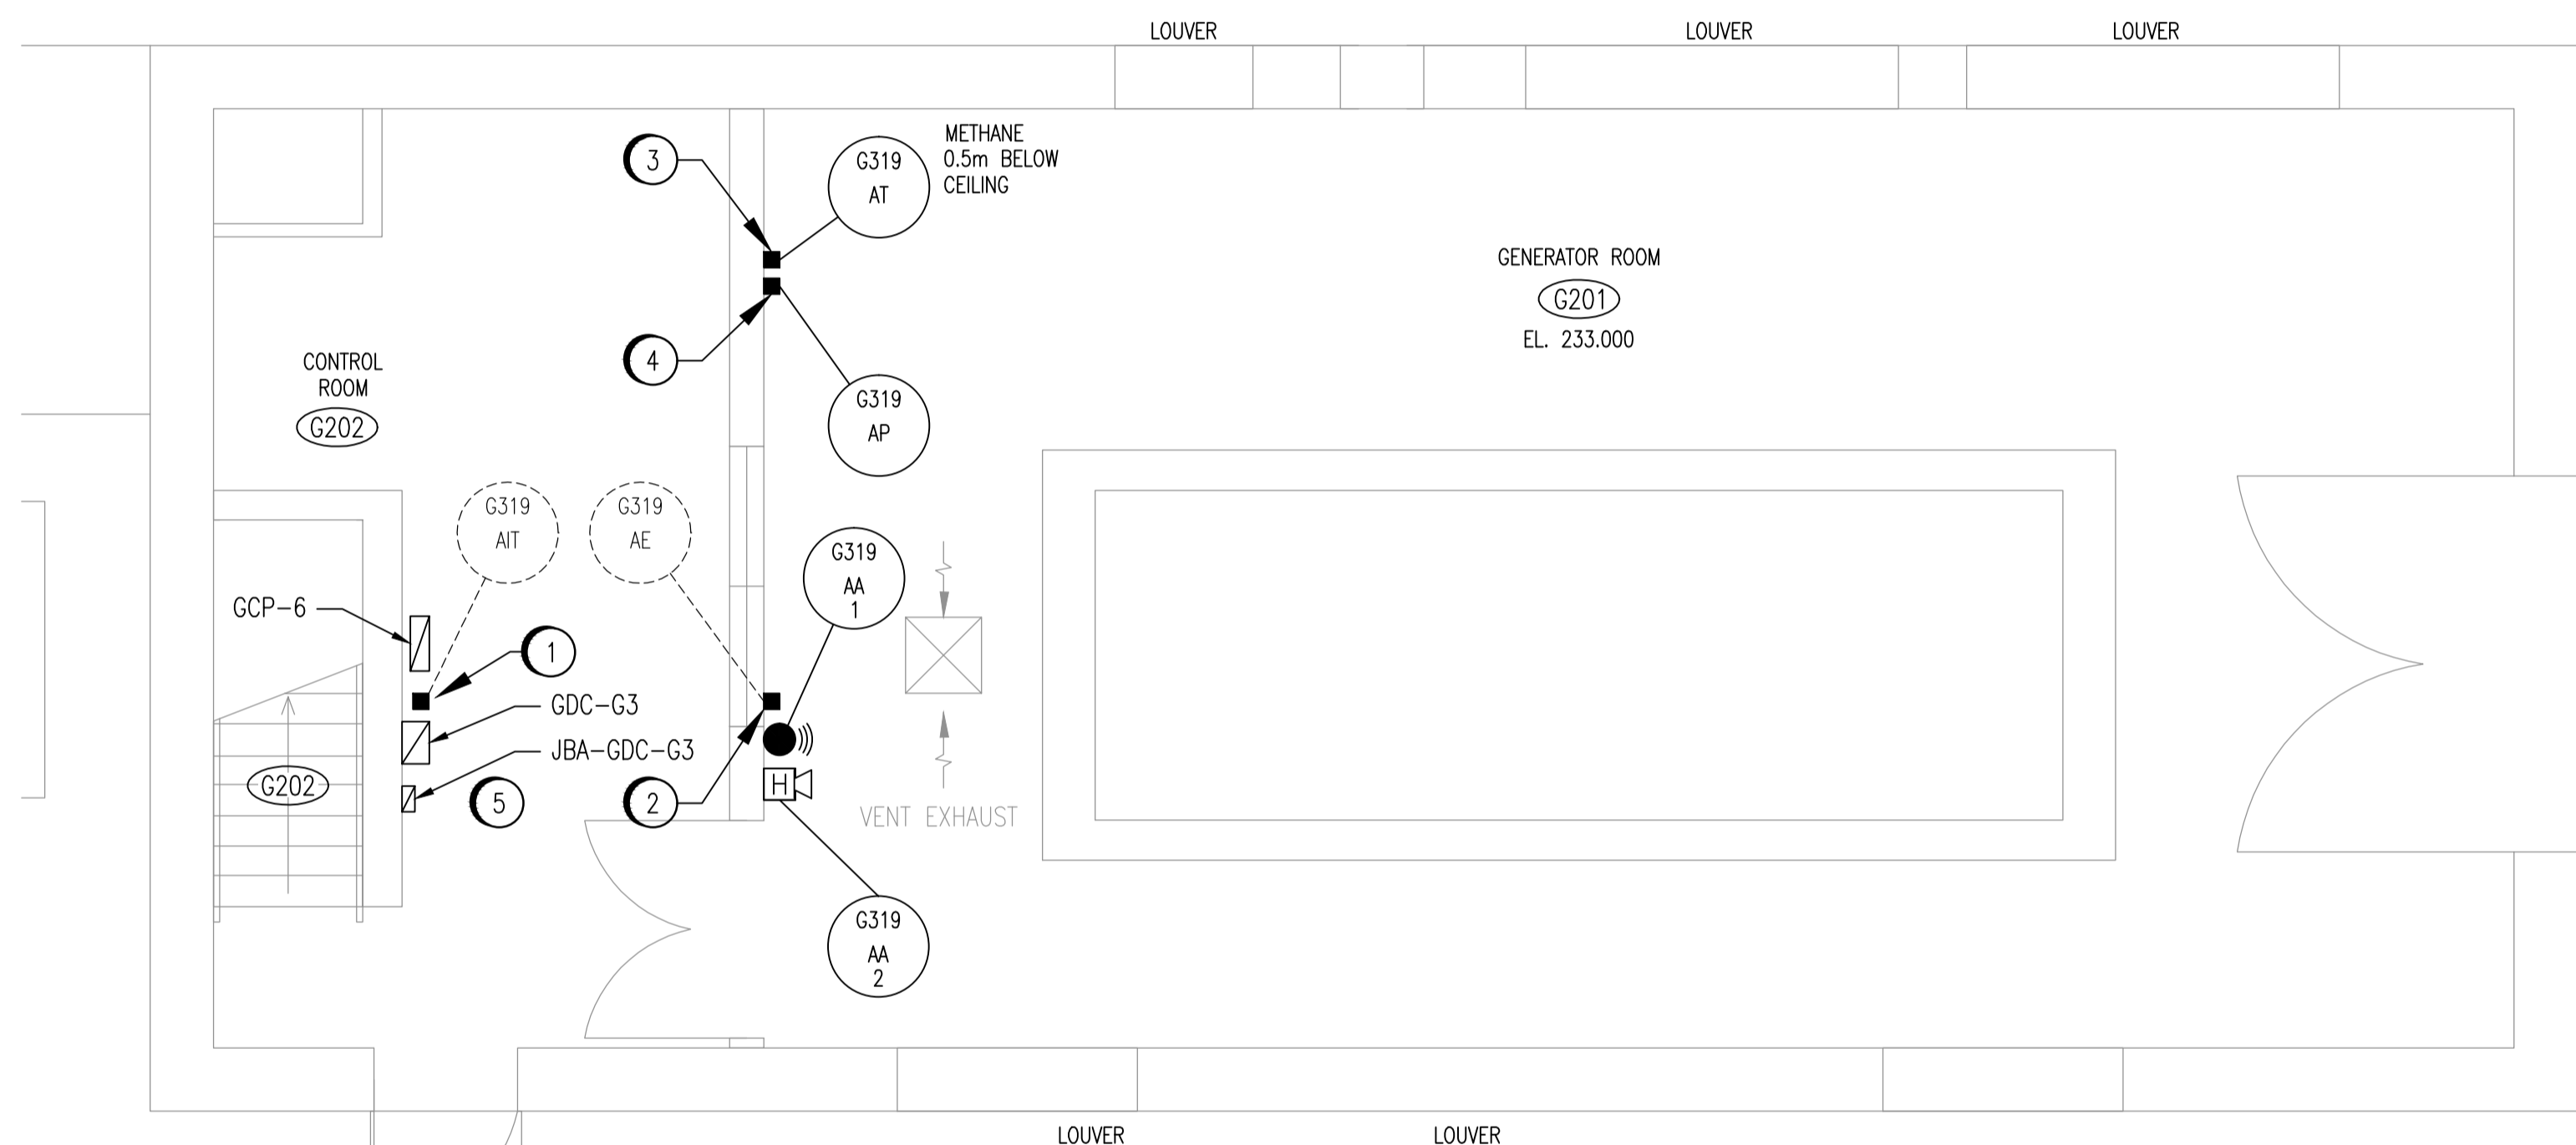 LOUVER
LOUVER
LOUVER
METHANE
0.5m BELOW
CEILING
3
G319
AT
GENERATOR ROOM
G201
EL. 233.000
4
CONTROL
ROOM
G202
G319
AP
G319
AIT
G319
AE
G319
AA
1
GCP-6
1
GDC-G3
JBA-GDC-G3
G202
5
2
H
VENT EXHAUST
G319
AA
2
LOUVER
LOUVER